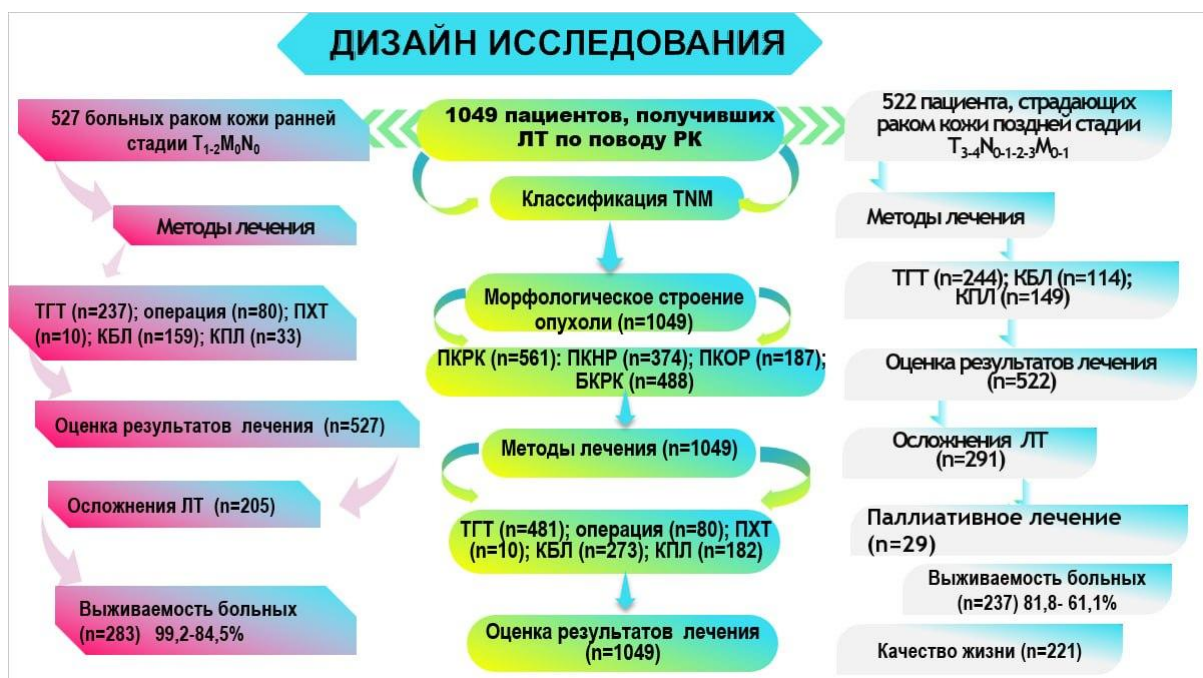 ДИЗАЙН ИССЛЕДОВАНИЯ
527 больных раком кожи ранней
стадии T₁₋₂M₀N₀
Методы лечения
ТГТ (n=237); операция (n=80); ПХТ
(n=10); КБЛ (n=159); КПЛ (n=33)
Оценка результатов лечения (n=527)
Осложнения ЛТ (n=205)
Выживаемость больных
(n=283) 99,2-84,5%
1049 пациентов, получивших
ЛТ по поводу РК
Классификация TNM
Морфологическое строение
опухоли (n=1049)
ПКРК (n=561): ПКНР (n=374); ПКОР (n=187);
БКРК (n=488)
Методы лечения (n=1049)
ТГТ (n=481); операция (n=80); ПХТ
(n=10); КБЛ (n=273); КПЛ (n=182)
Оценка результатов лечения
(n=1049)
522 пациента, страдающих
раком кожи поздней стадии
T₃₋₄N₀₋₁₋₂₋₃M₀₋₁
Методы лечения
ТГТ (n=244); КБЛ (n=114);
КПЛ (n=149)
Оценка результатов лечения
(n=522)
Осложнения ЛТ
(n=291)
Паллиативное лечение
(n=29)
Выживаемость больных
(n=237) 81,8- 61,1%
Качество жизни (n=221)